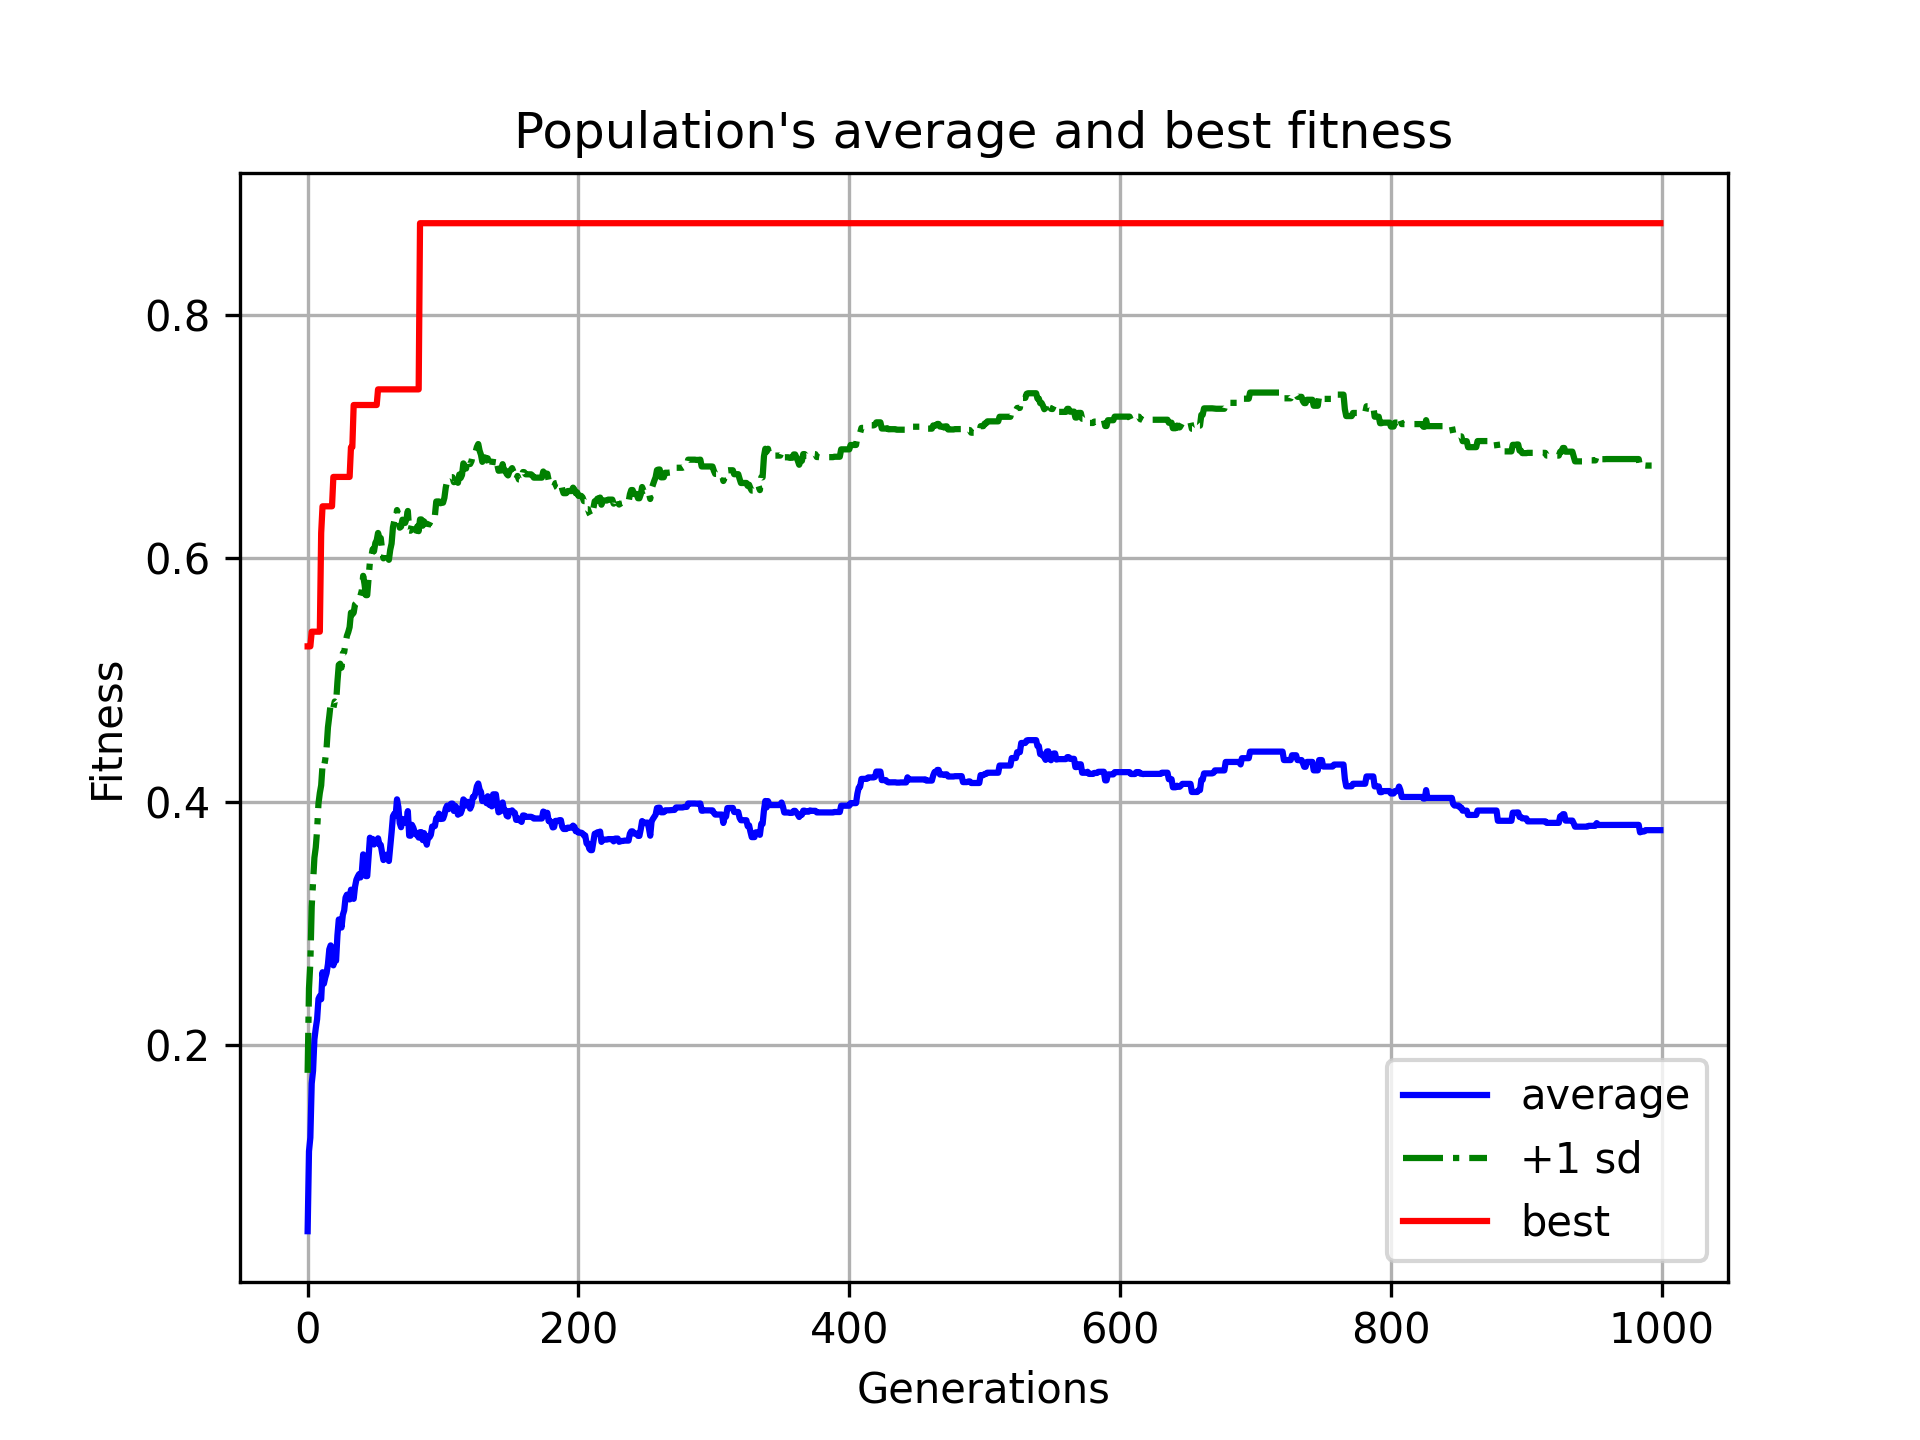 Population's average and best fitness
Fitness
0.8
0.6
0.4
0.2
average
+1 sd
best
0 200 400 600 800 1000
Generations